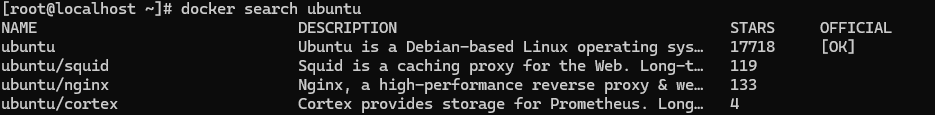 [root@localhost ~]# docker search ubuntu
NAME                                DESCRIPTION                                     STARS     OFFICIAL
ubuntu                              Ubuntu is a Debian-based Linux operating sys…   17718     [OK]
ubuntu/squid                        Squid is a caching proxy for the Web. Long-t…   119
ubuntu/nginx                        Nginx, a high-performance reverse proxy & we…   133
ubuntu/cortex                       Cortex provides storage for Prometheus. Long…   4